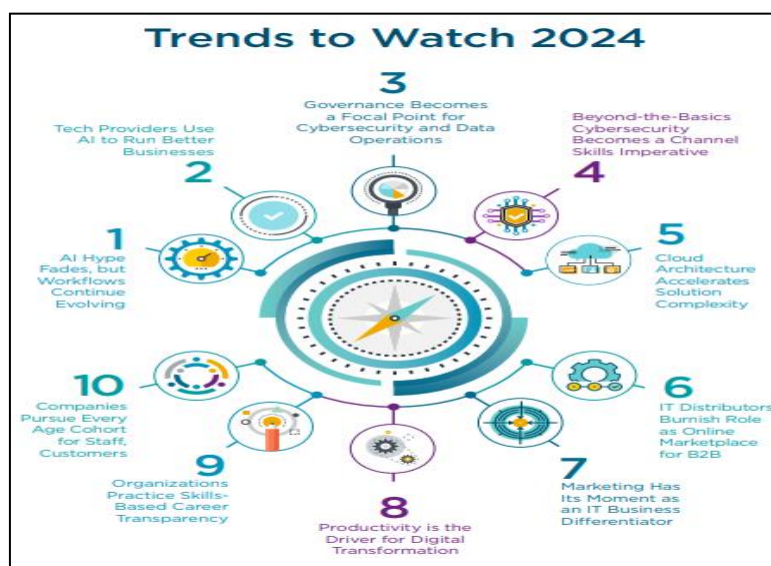 Trends to Watch 2024
1
AI Hype
Fades, but
Workflows
Continue
Evolving
2
Tech Providers Use
AI to Run Better
Businesses
3
Governance Becomes
a Focal Point for
Cybersecurity and Data
Operations
4
Beyond-the-Basics
Cybersecurity
Becomes a Channel
Skills Imperative
5
Cloud
Architecture
Accelerates
Solution
Complexity
6
IT Distributors
Burnish Role
as Online
Marketplace
for B2B
7
Marketing Has
Its Moment as
an IT Business
Differentiator
8
Productivity is the
Driver for Digital
Transformation
9
Organizations
Practice Skills-
Based Career
Transparency
10
Companies
Pursue Every
Age Cohort
for Staff,
Customers